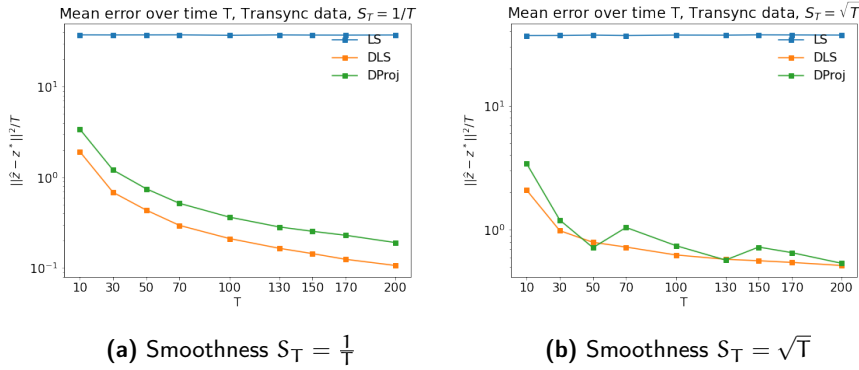 Mean error over time T, Transync data, $S_T = 1/T$
LS
DLS
DProj
$||\hat{z} - z^*||^2/T$
$10^1$
$10^0$
$10^{-1}$
10 30 50 70 100 130 150 170 200
T
(a) Smoothness $S_T = \frac{1}{T}$
Mean error over time T, Transync data, $S_T = \sqrt{T}$
LS
DLS
DProj
$||\hat{z} - z^*||^2/T$
$10^1$
$10^0$
10 30 50 70 100 130 150 170 200
T
(b) Smoothness $S_T = \sqrt{T}$